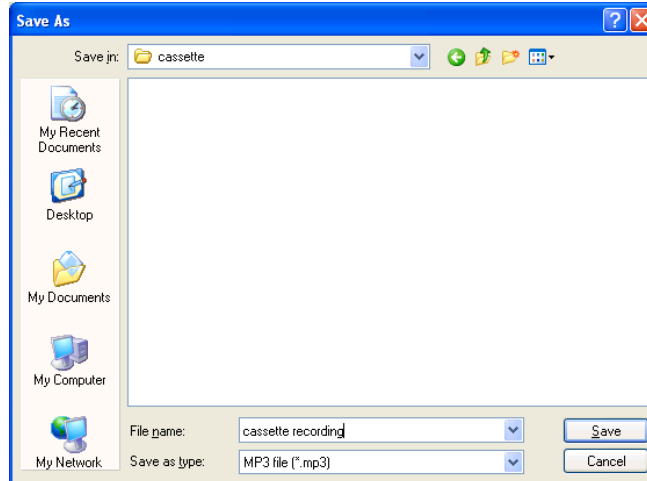 Save As
Save in:
cassette
My Recent
Documents
Desktop
My Documents
My Computer
My Network
File name:
cassette recording
Save
Save as type:
MP3 file (*.mp3)
Cancel